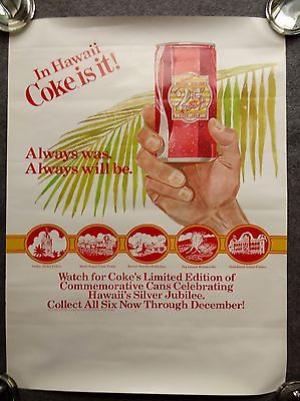 In Hawaii
Coke is it!
25
Always was.
Always will be.
Watch for Coke's Limited Edition of
Commemorative Cans Celebrating
Hawaii's Silver Jubilee.
Collect All Six Now Through December!